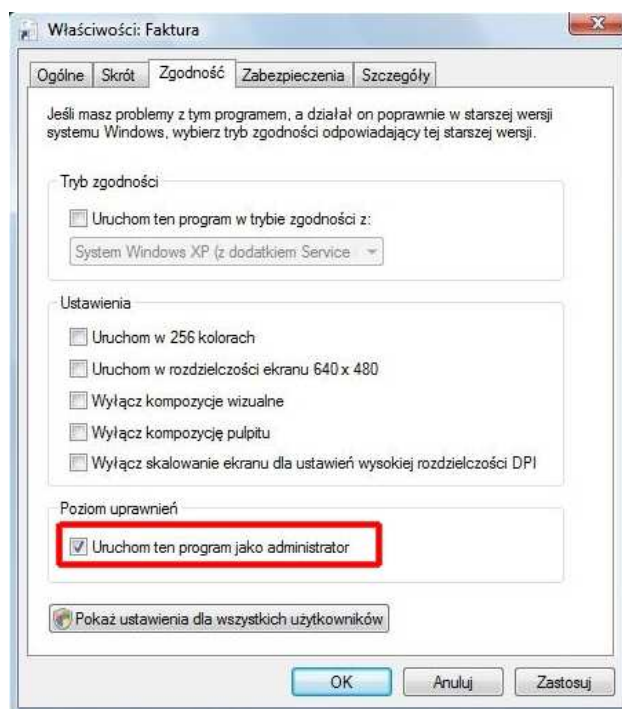 Właściwości: Faktura
Ogólne Skrót Zgodność Zabezpieczenia Szczegóły
Jeśli masz problemy z tym programem, a działał on poprawnie w starszej wersji
systemu Windows, wybierz tryb zgodności odpowiadający tej starszej wersji.
Tryb zgodności
Uruchom ten program w trybie zgodności z:
System Windows XP (z dodatkiem Service
Ustawienia
Uruchom w 256 kolorach
Uruchom w rozdzielczości ekranu 640 x 480
Wyłącz kompozycje wizualne
Wyłącz kompozycję pulpitu
Wyłącz skalowanie ekranu dla ustawień wysokiej rozdzielczości DPI
Poziom uprawnień
Uruchom ten program jako administrator
Pokaż ustawienia dla wszystkich użytkowników
OK Anuluj Zastosuj